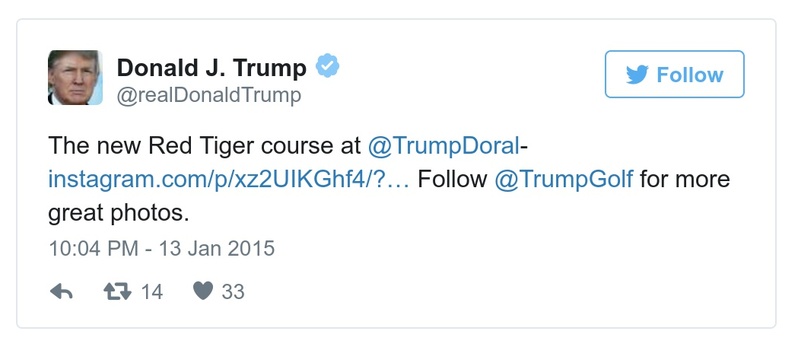 Donald J. Trump
Follow
@realDonaldTrump
The new Red Tiger course at @TrumpDoral-
instagram.com/p/xz2UIKGhf4/?… Follow @TrumpGolf for more
great photos.
10:04 PM - 13 Jan 2015
14 33